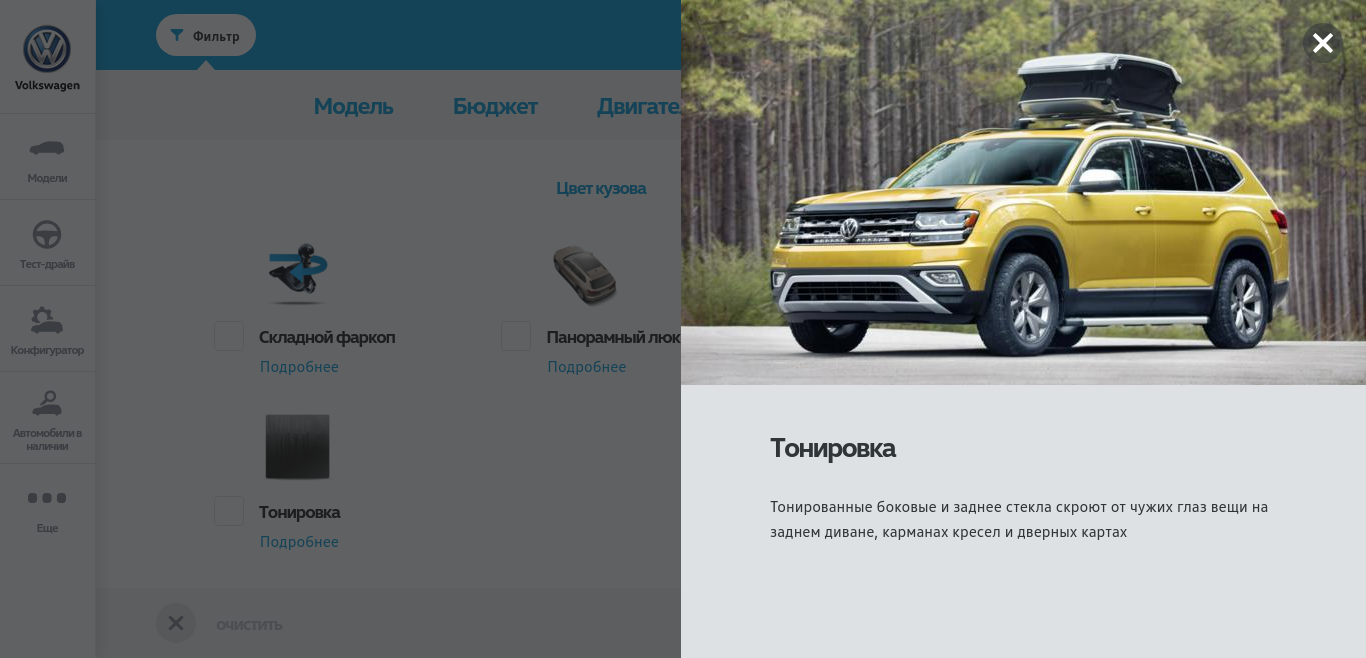 Volkswagen
Модели
Тест-драйв
Конфигуратор
Автомобили в
наличии
Еще
Фильтр
Модель Бюджет
Цвет кузова
Складной фаркоп
Подробнее
Панорамный люк
Подробнее
Тонировка
Подробнее
ОЧИСТИТЬ
Тонировка
Тонированные боковые и заднее стекла скроют от чужих глаз вещи на
заднем диване, карманах кресел и дверных картах